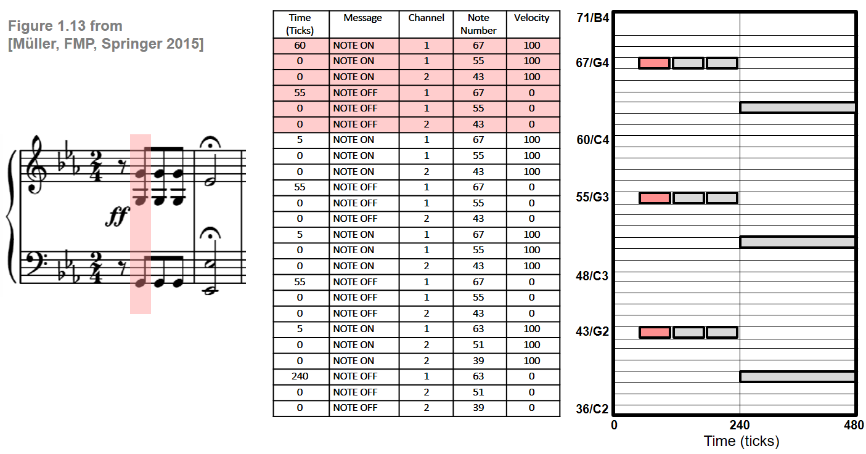 Figure 1.13 from
[Müller, FMP, Springer 2015]
2
4
ff
2
4
Time (Ticks) Message Channel Note Number Velocity
60 NOTE ON 1 67 100
0 NOTE ON 1 55 100
0 NOTE ON 2 43 100
55 NOTE OFF 1 67 0
0 NOTE OFF 1 55 0
0 NOTE OFF 2 43 0
5 NOTE ON 1 67 100
0 NOTE ON 1 55 100
0 NOTE ON 2 43 100
55 NOTE OFF 1 67 0
0 NOTE OFF 1 55 0
0 NOTE OFF 2 43 0
5 NOTE ON 1 67 100
0 NOTE ON 1 55 100
0 NOTE ON 2 43 100
55 NOTE OFF 1 67 0
0 NOTE OFF 1 55 0
0 NOTE OFF 2 43 0
5 NOTE ON 1 63 100
0 NOTE ON 2 51 100
0 NOTE ON 2 39 100
240 NOTE OFF 1 63 0
0 NOTE OFF 2 51 0
0 NOTE OFF 2 39 0
71/B4
67/G4
60/C4
55/G3
48/C3
43/G2
36/C2
0 240 480
Time (ticks)